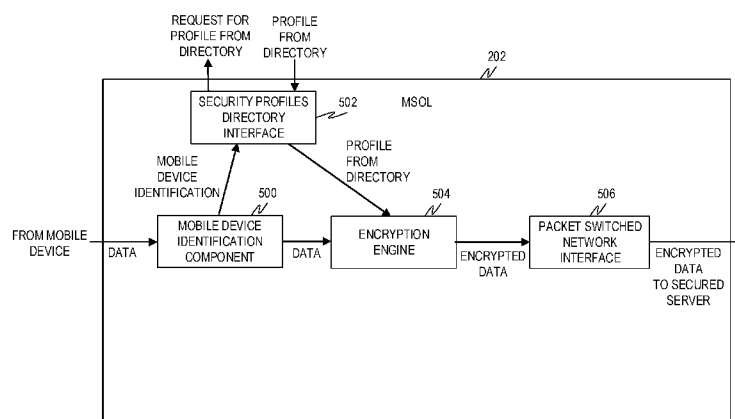 REQUEST FOR
PROFILE FROM
DIRECTORY
PROFILE
FROM
DIRECTORY
202
SECURITY PROFILES
DIRECTORY
INTERFACE
502
MSOL
MOBILE
DEVICE
IDENTIFICATION
PROFILE
FROM
DIRECTORY
500
504
506
FROM MOBILE
DEVICE
DATA
MOBILE DEVICE
IDENTIFICATION
COMPONENT
DATA
ENCRYPTION
ENGINE
ENCRYPTED
DATA
PACKET SWITCHED
NETWORK
INTERFACE
ENCRYPTED
DATA
TO SECURED
SERVER